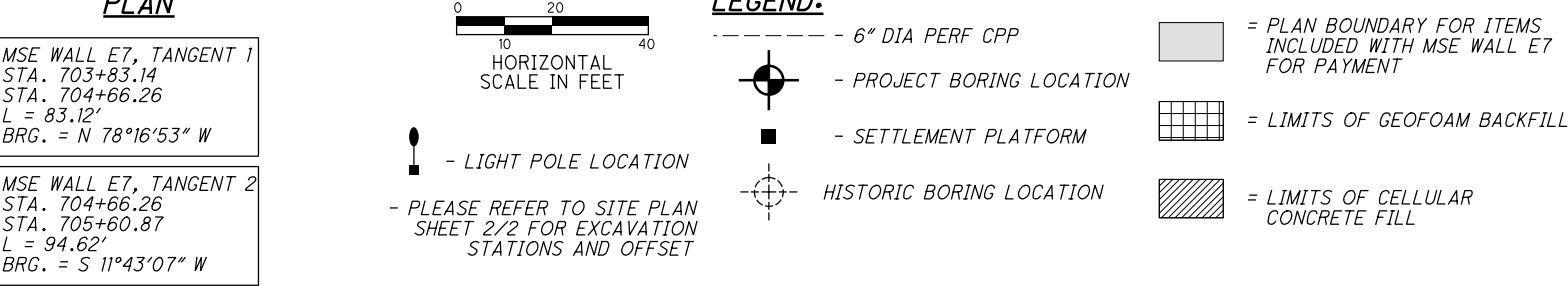 PLAN
MSE WALL E7, TANGENT 1
STA. 703+83.14
STA. 704+66.26
L = 83.12'
BRG. = N 78°16'53" W
MSE WALL E7, TANGENT 2
STA. 704+66.26
STA. 705+60.87
L = 94.62'
BRG. = S 11°43'07" W
0 20
10 40
HORIZONTAL
SCALE IN FEET
- LIGHT POLE LOCATION
- PLEASE REFER TO SITE PLAN
SHEET 2/2 FOR EXCAVATION
STATIONS AND OFFSET
LEGEND:
- 6" DIA PERF CPP
- PROJECT BORING LOCATION
- SETTLEMENT PLATFORM
HISTORIC BORING LOCATION
= PLAN BOUNDARY FOR ITEMS
INCLUDED WITH MSE WALL E7
FOR PAYMENT
= LIMITS OF GEOFOAM BACKFILL
= LIMITS OF CELLULAR
CONCRETE FILL